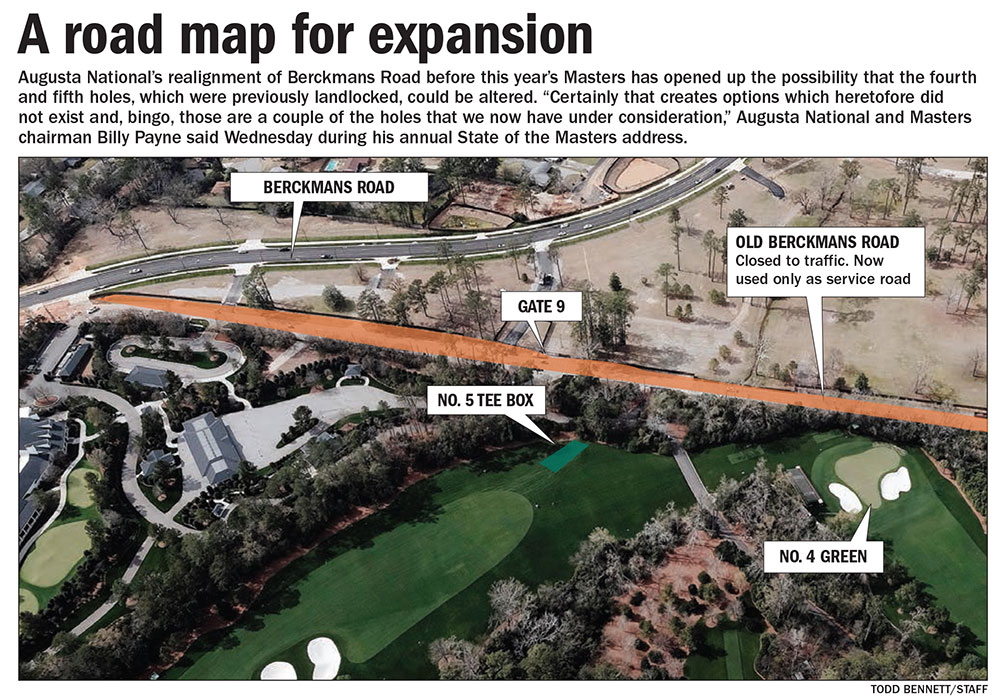 A road map for expansion
Augusta National’s realignment of Berckmans Road before this year’s Masters has opened up the possibility that the fourth
and fifth holes, which were previously landlocked, could be altered. “Certainly that creates options which heretofore did
not exist and, bingo, those are a couple of the holes that we now have under consideration,” Augusta National and Masters
chairman Billy Payne said Wednesday during his annual State of the Masters address.
BERCKMANS ROAD
OLD BERCKMANS ROAD
Closed to traffic. Now
used only as service road
GATE 9
NO. 5 TEE BOX
NO. 4 GREEN
TODD BENNETT/STAFF